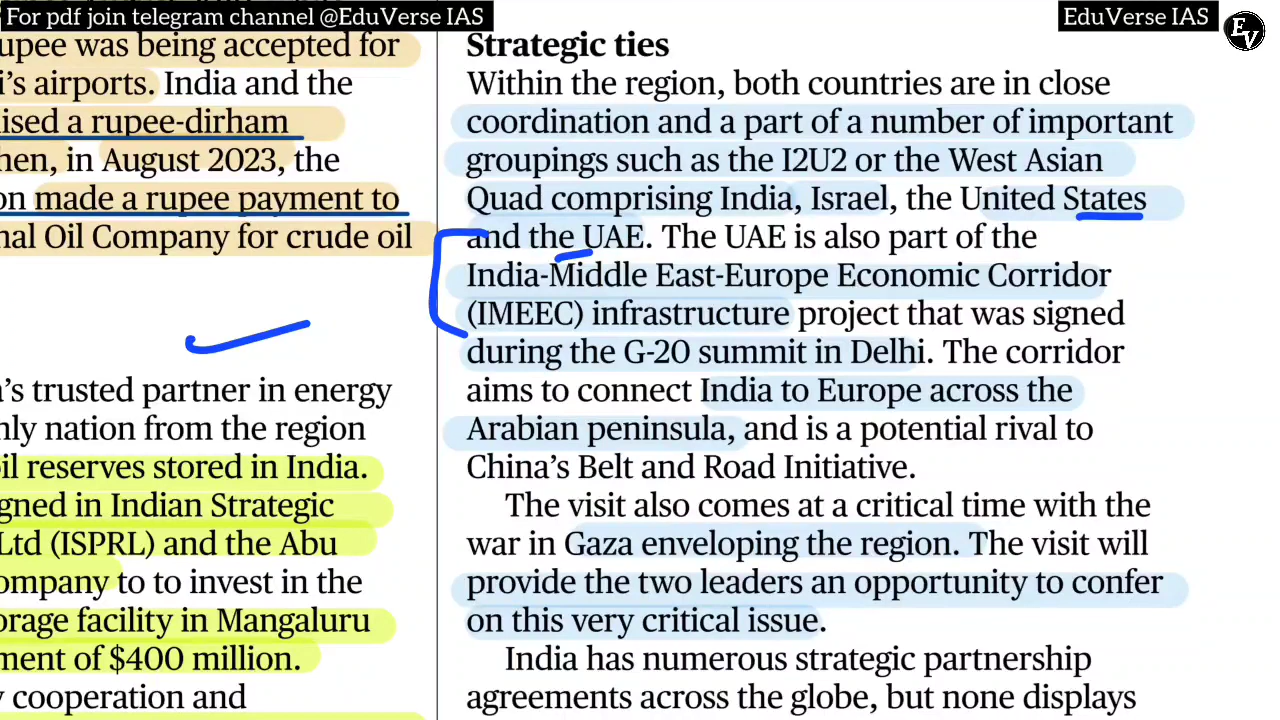 For pdf join telegram channel @EduVerse IAS
EduVerse IAS
EV
upee was being accepted for
i's airports. India and the
ised a rupee-dirham
hen, in August 2023, the
on made a rupee payment to
nal Oil Company for crude oil
's trusted partner in energy
nly nation from the region
oil reserves stored in India.
gned in Indian Strategic
Ltd (ISPRL) and the Abu
ompany to to invest in the
orage facility in Mangaluru
ment of $400 million.
y cooperation and
Strategic ties
Within the region, both countries are in close
coordination and a part of a number of important
groupings such as the I2U2 or the West Asian
Quad comprising India, Israel, the United States
and the UAE. The UAE is also part of the
India-Middle East-Europe Economic Corridor
(IMEEC) infrastructure project that was signed
during the G-20 summit in Delhi. The corridor
aims to connect India to Europe across the
Arabian peninsula, and is a potential rival to
China's Belt and Road Initiative.
The visit also comes at a critical time with the
war in Gaza enveloping the region. The visit will
provide the two leaders an opportunity to confer
on this very critical issue.
India has numerous strategic partnership
agreements across the globe, but none displays